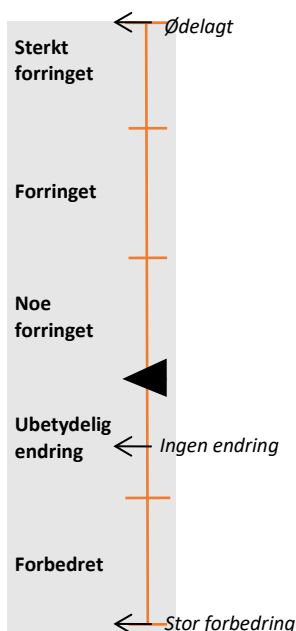 Ødelagt
Sterkt
forringet
Forringet
Noe
forringet
Ubetydelig
endring
Ingen endring
Forbedret
Stor forbedring